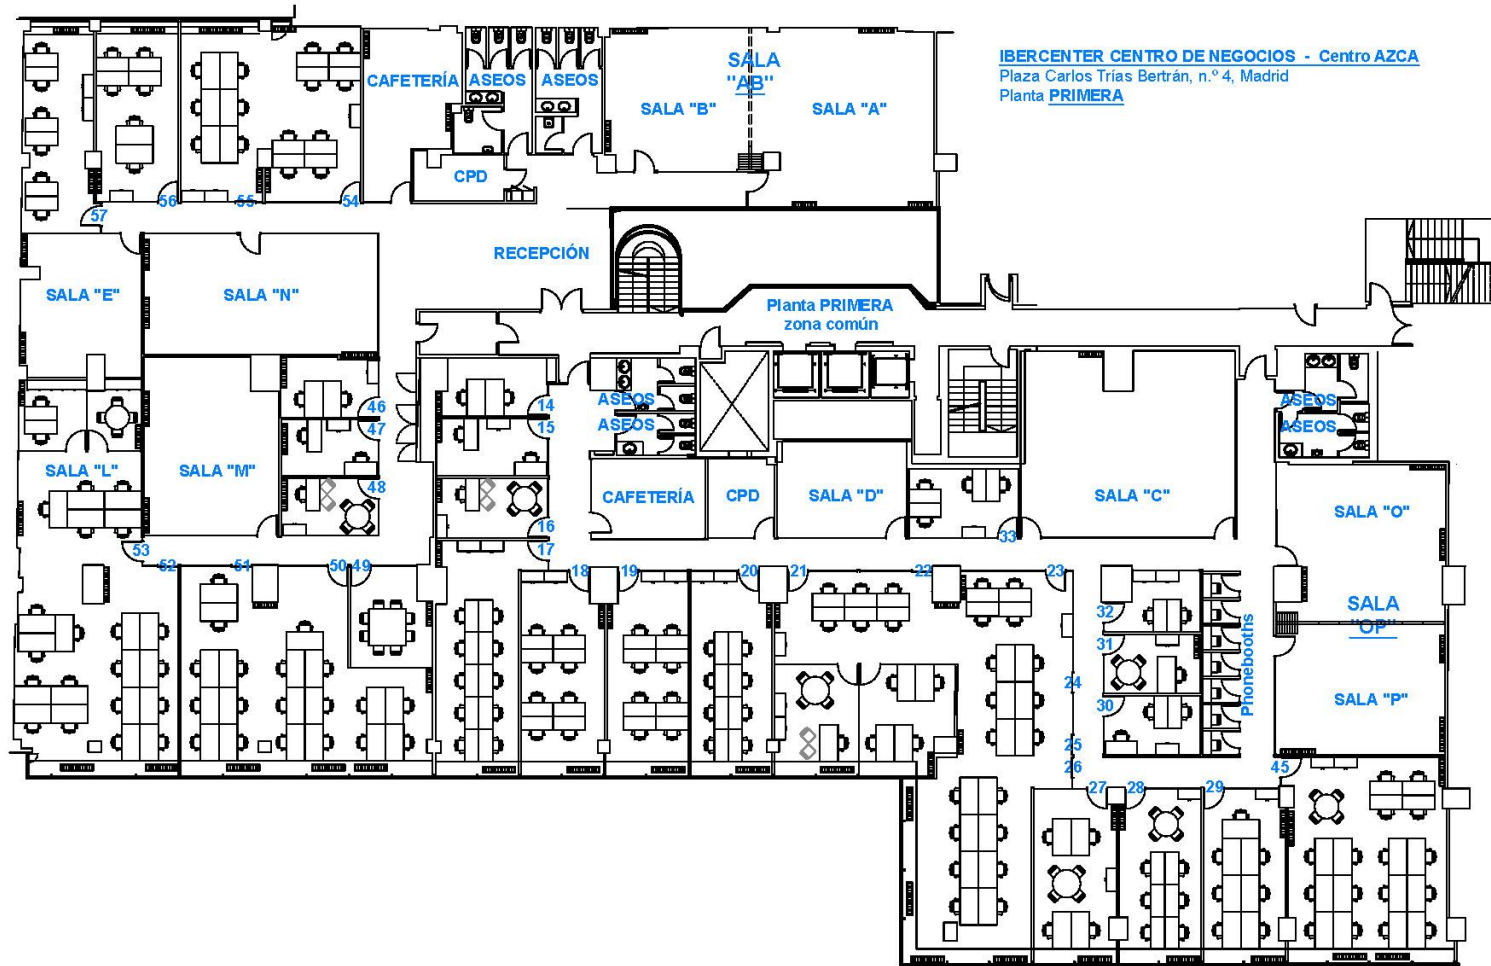 IBERCENTER CENTRO DE NEGOCIOS - Centro AZCA
Plaza Carlos Trías Bertrán, n.º 4, Madrid
Planta PRIMERA
SALA
"AB"
CAFETERÍA
ASEOS
ASEOS
SALA "B"
SALA "A"
CPD
57
56
55
54
RECEPCIÓN
SALA "E"
SALA "N"
Planta PRIMERA
zona común
46
47
48
14
15
16
17
ASEOS
ASEOS
ASEOS
ASEOS
SALA "L"
SALA "M"
CAFETERÍA
CPD
SALA "D"
SALA "C"
SALA "O"
33
53
52
51
50
49
18
19
20
21
22
23
SALA
"OP"
32
31
30
Phonebooths
24
25
26
SALA "P"
27
28
29
45